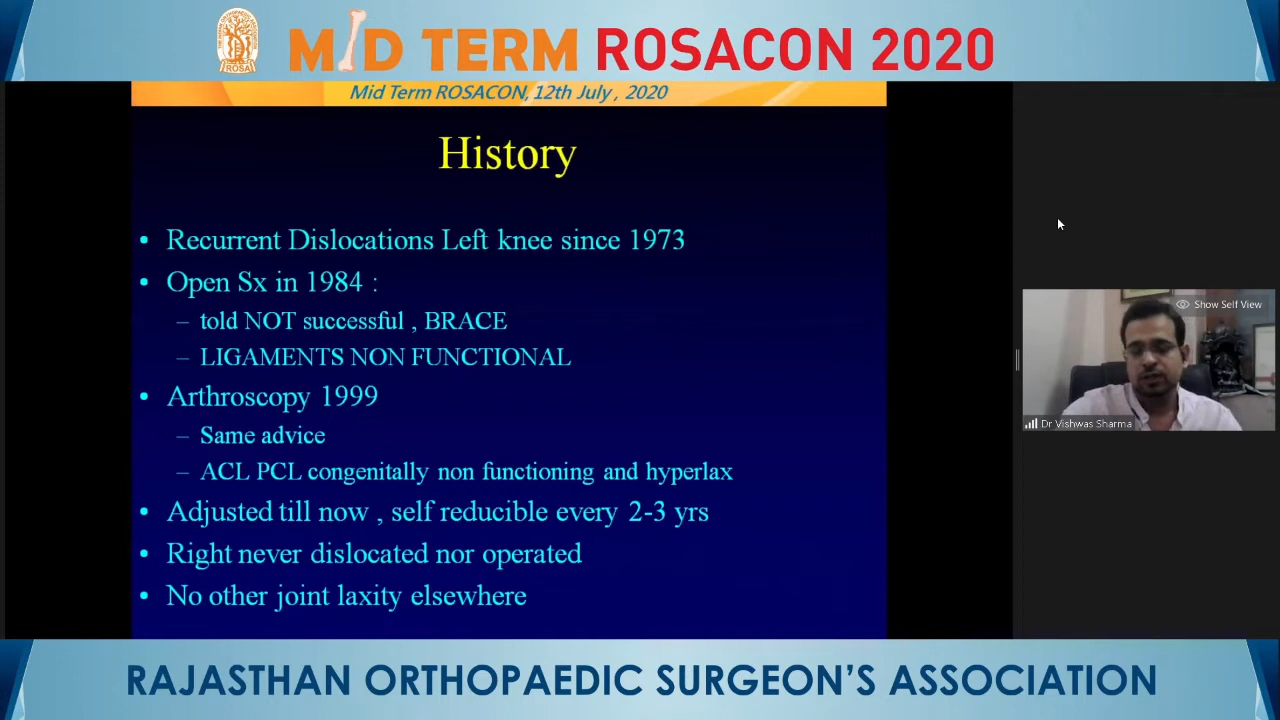 ROSA
MID TERM ROSACON 2020
Mid Term ROSACON, 12th July , 2020
History
• Recurrent Dislocations Left knee since 1973
• Open Sx in 1984 :
– told NOT successful , BRACE
– LIGAMENTS NON FUNCTIONAL
• Arthroscopy 1999
– Same advice
– ACL PCL congenitally non functioning and hyperlax
• Adjusted till now , self reducible every 2-3 yrs
• Right never dislocated nor operated
• No other joint laxity elsewhere
Show Self View
Dr Vishwas Sharma
RAJASTHAN ORTHOPAEDIC SURGEON’S ASSOCIATION